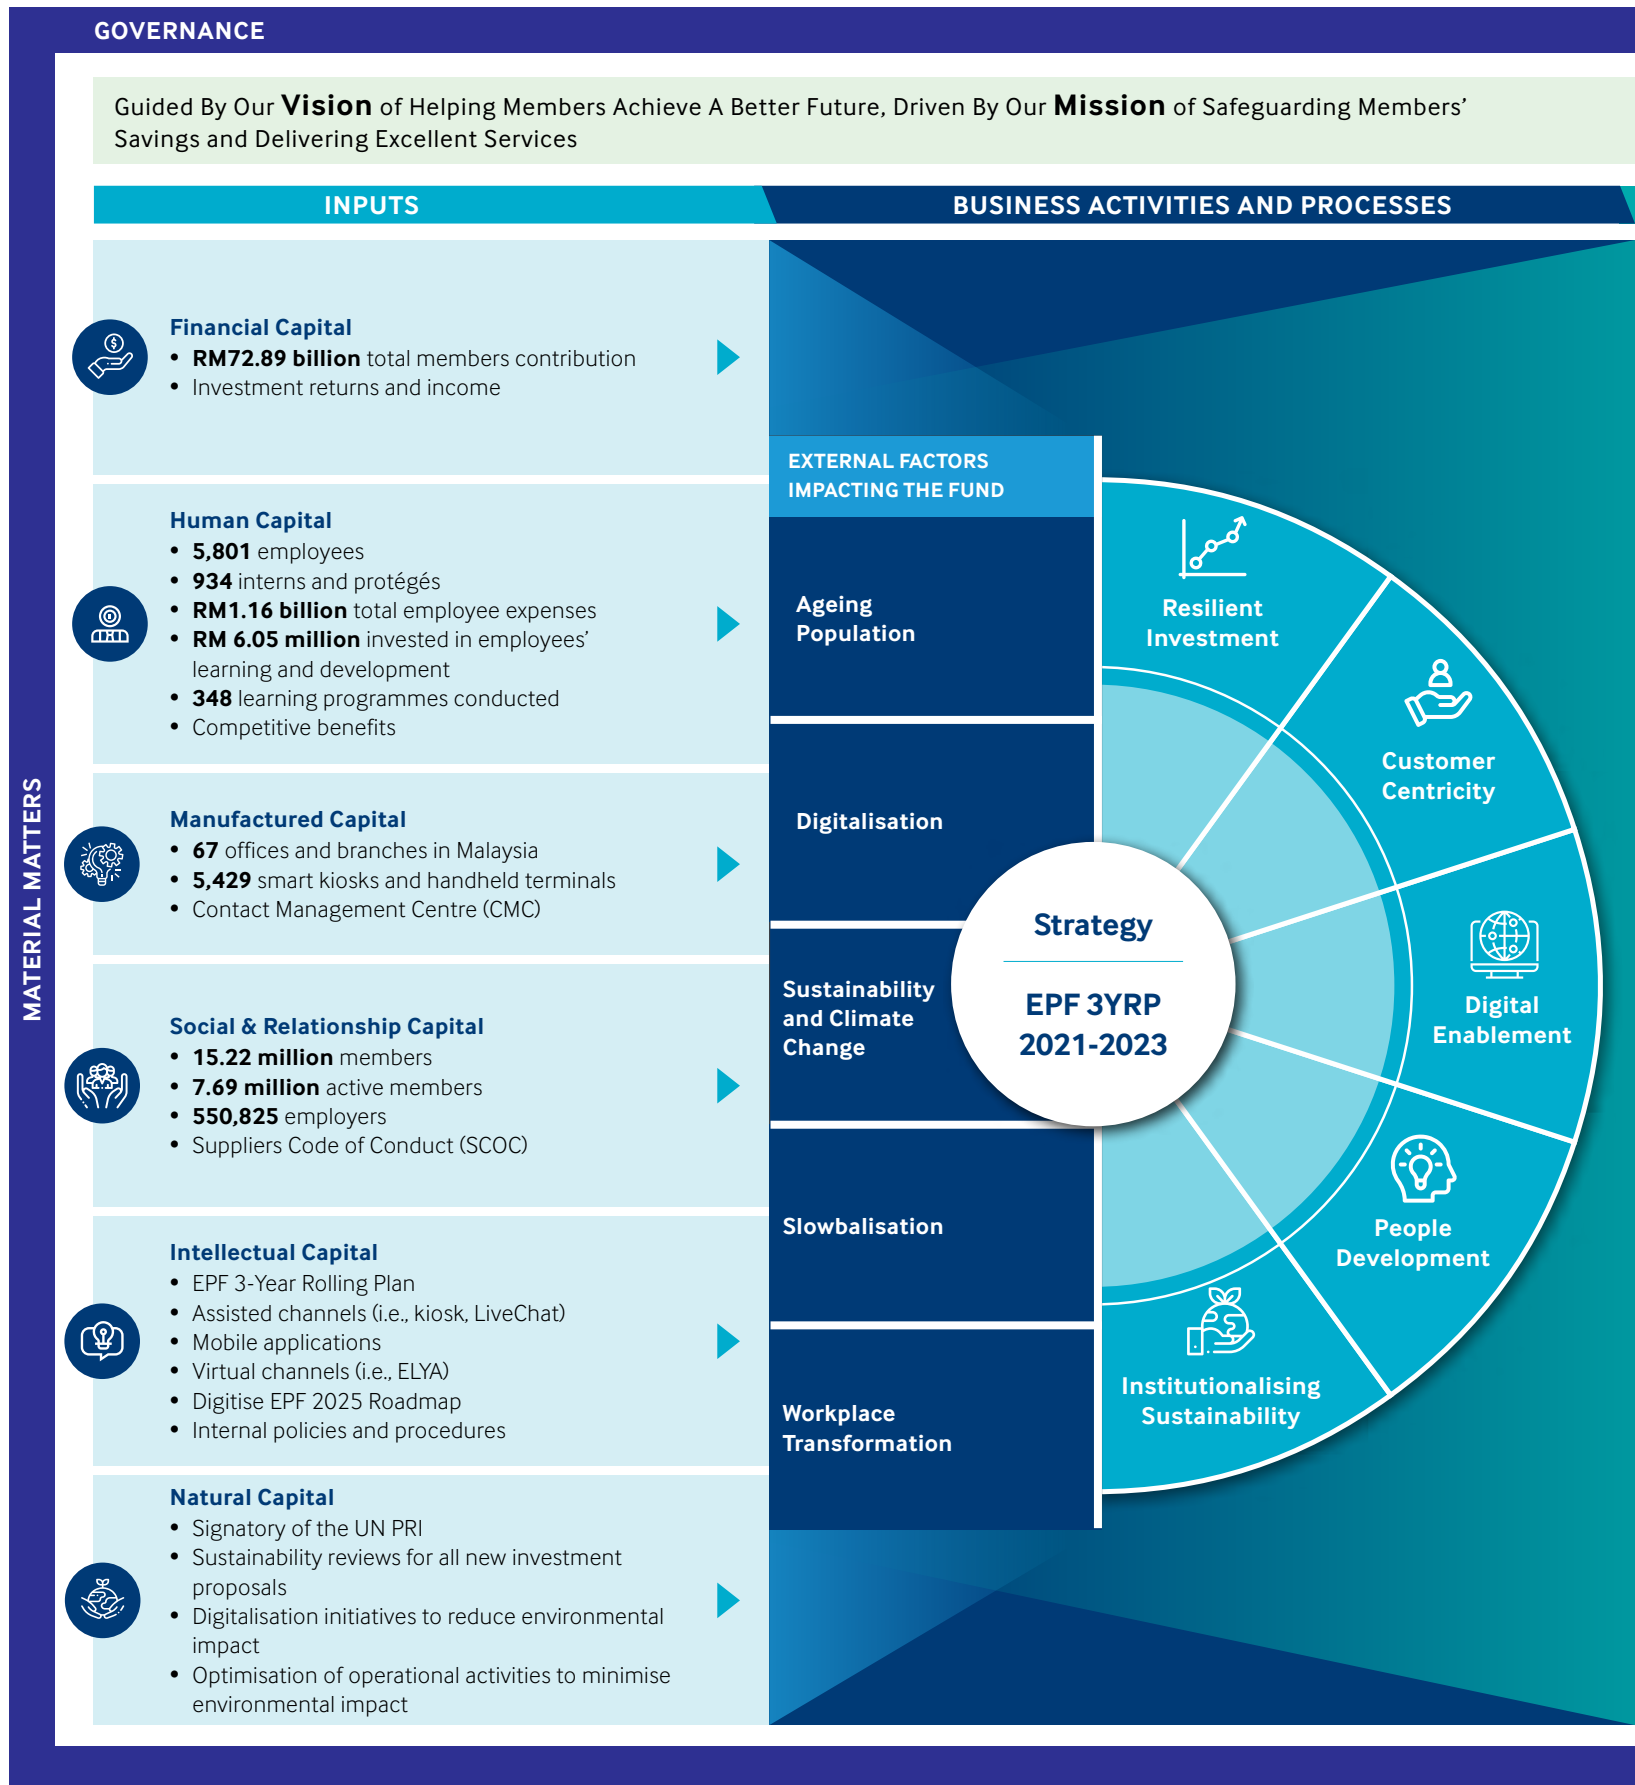 GOVERNANCE
Guided By Our Vision of Helping Members Achieve A Better Future, Driven By Our Mission of Safeguarding Members’
Savings and Delivering Excellent Services
INPUTS
BUSINESS ACTIVITIES AND PROCESSES
MATERIAL MATTERS
Financial Capital
• RM72.89 billion total members contribution
• Investment returns and income
Human Capital
• 5,801 employees
• 934 interns and protégés
• RM1.16 billion total employee expenses
• RM 6.05 million invested in employees’
learning and development
• 348 learning programmes conducted
• Competitive benefits
Manufactured Capital
• 67 offices and branches in Malaysia
• 5,429 smart kiosks and handheld terminals
• Contact Management Centre (CMC)
Social & Relationship Capital
• 15.22 million members
• 7.69 million active members
• 550,825 employers
• Suppliers Code of Conduct (SCOC)
Intellectual Capital
• EPF 3-Year Rolling Plan
• Assisted channels (i.e., kiosk, LiveChat)
• Mobile applications
• Virtual channels (i.e., ELYA)
• Digitise EPF 2025 Roadmap
• Internal policies and procedures
Natural Capital
• Signatory of the UN PRI
• Sustainability reviews for all new investment
proposals
• Digitalisation initiatives to reduce environmental
impact
• Optimisation of operational activities to minimise
environmental impact
EXTERNAL FACTORS
IMPACTING THE FUND
Ageing
Population
Digitalisation
Sustainability
and Climate
Change
Slowbalisation
Workplace
Transformation
Strategy
EPF 3YRP
2021-2023
Resilient
Investment
Customer
Centricity
Digital
Enablement
People
Development
Institutionalising
Sustainability